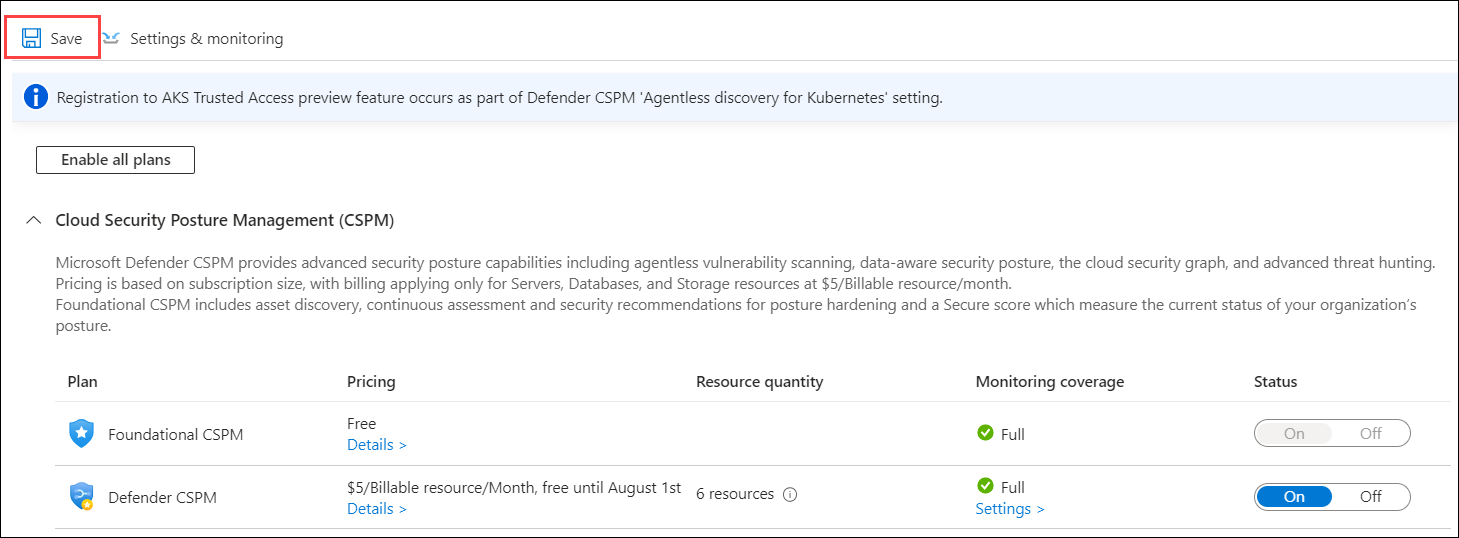 Save
Settings & monitoring
Registration to AKS Trusted Access preview feature occurs as part of Defender CSPM 'Agentless discovery for Kubernetes' setting.
Enable all plans
Cloud Security Posture Management (CSPM)
Microsoft Defender CSPM provides advanced security posture capabilities including agentless vulnerability scanning, data-aware security posture, the cloud security graph, and advanced threat hunting.
Pricing is based on subscription size, with billing applying only for Servers, Databases, and Storage resources at $5/Billable resource/month.
Foundational CSPM includes asset discovery, continuous assessment and security recommendations for posture hardening and a Secure score which measure the current status of your organization’s
posture.
Plan Pricing Resource quantity Monitoring coverage Status
Foundational CSPM Free Full On Off
Details >
Defender CSPM $5/Billable resource/Month, free until August 1st 6 resources Full On Off
Details > Settings >